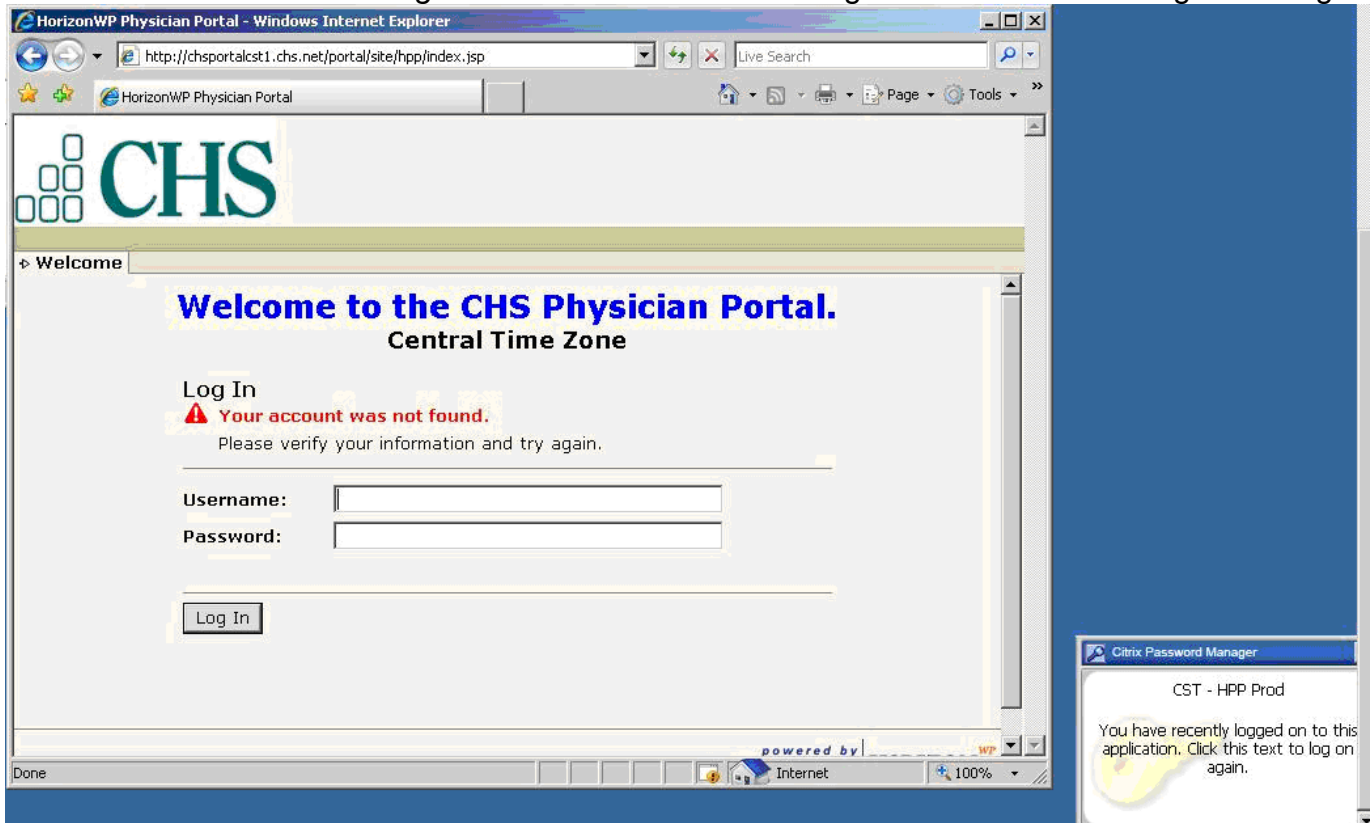 HorizonWP Physician Portal - Windows Internet Explorer
http://chsportalcst1.chs.net/portal/site/hpp/index.jsp
Live Search
HorizonWP Physician Portal
Page
Tools
CHS
Welcome
Welcome to the CHS Physician Portal.
Central Time Zone
Log In
Your account was not found.
Please verify your information and try again.
Username:
Password:
Log In
Citrix Password Manager
CST - HPP Prod
You have recently logged on to this
application. Click this text to log on
again.
powered by
WP
Done
Internet
100%